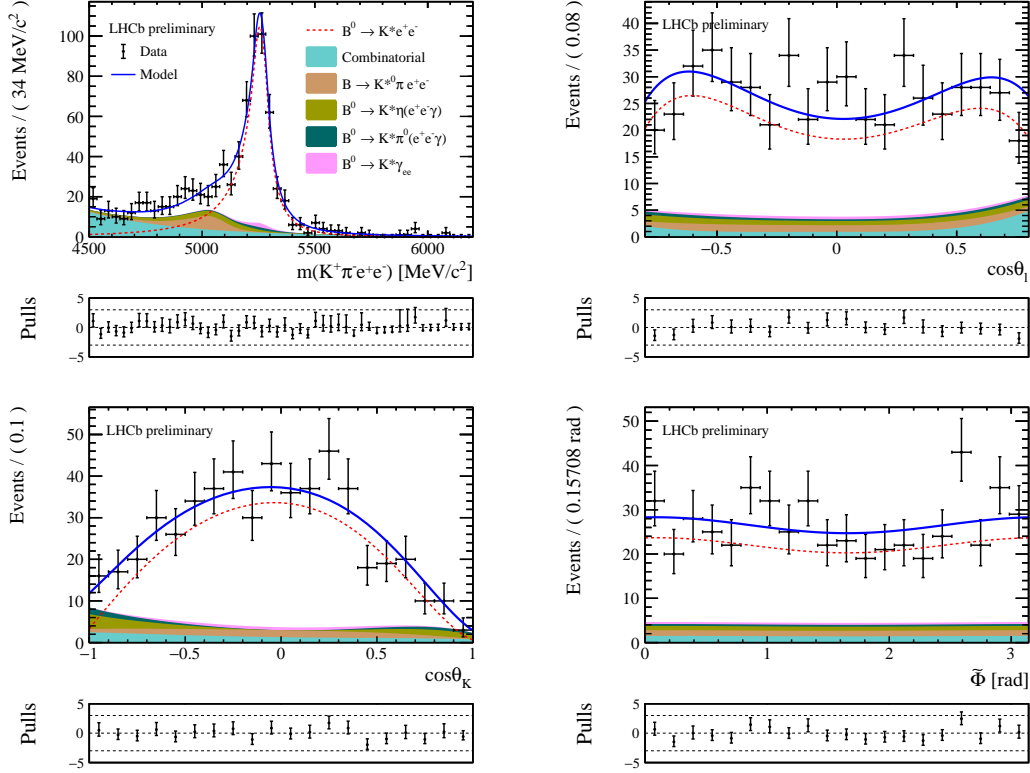 Events / ( 34 MeV/c² )
100
80
60
40
20
0
LHCb preliminary
Data
Model
B⁰ → K*e⁺e⁻
Combinatorial
B → K*⁰π e⁺e⁻
B⁰ → K*η(e⁺e⁻γ)
B⁰ → K*π⁰(e⁺e⁻γ)
B⁰ → K*γ_ee
4500 5000 5500 6000
m(K⁺π⁻e⁺e⁻) [MeV/c²]
Pulls
5
0
−5
Events / ( 0.08 )
40
35
30
25
20
15
10
5
0
LHCb preliminary
−0.5 0 0.5
cosθ_l
Pulls
5
0
−5
Events / ( 0.1 )
50
40
30
20
10
0
LHCb preliminary
−1 −0.5 0 0.5 1
cosθ_K
Pulls
5
0
−5
Events / ( 0.15708 rad )
50
40
30
20
10
0
LHCb preliminary
0 1 2 3
Φ̃ [rad]
Pulls
5
0
−5